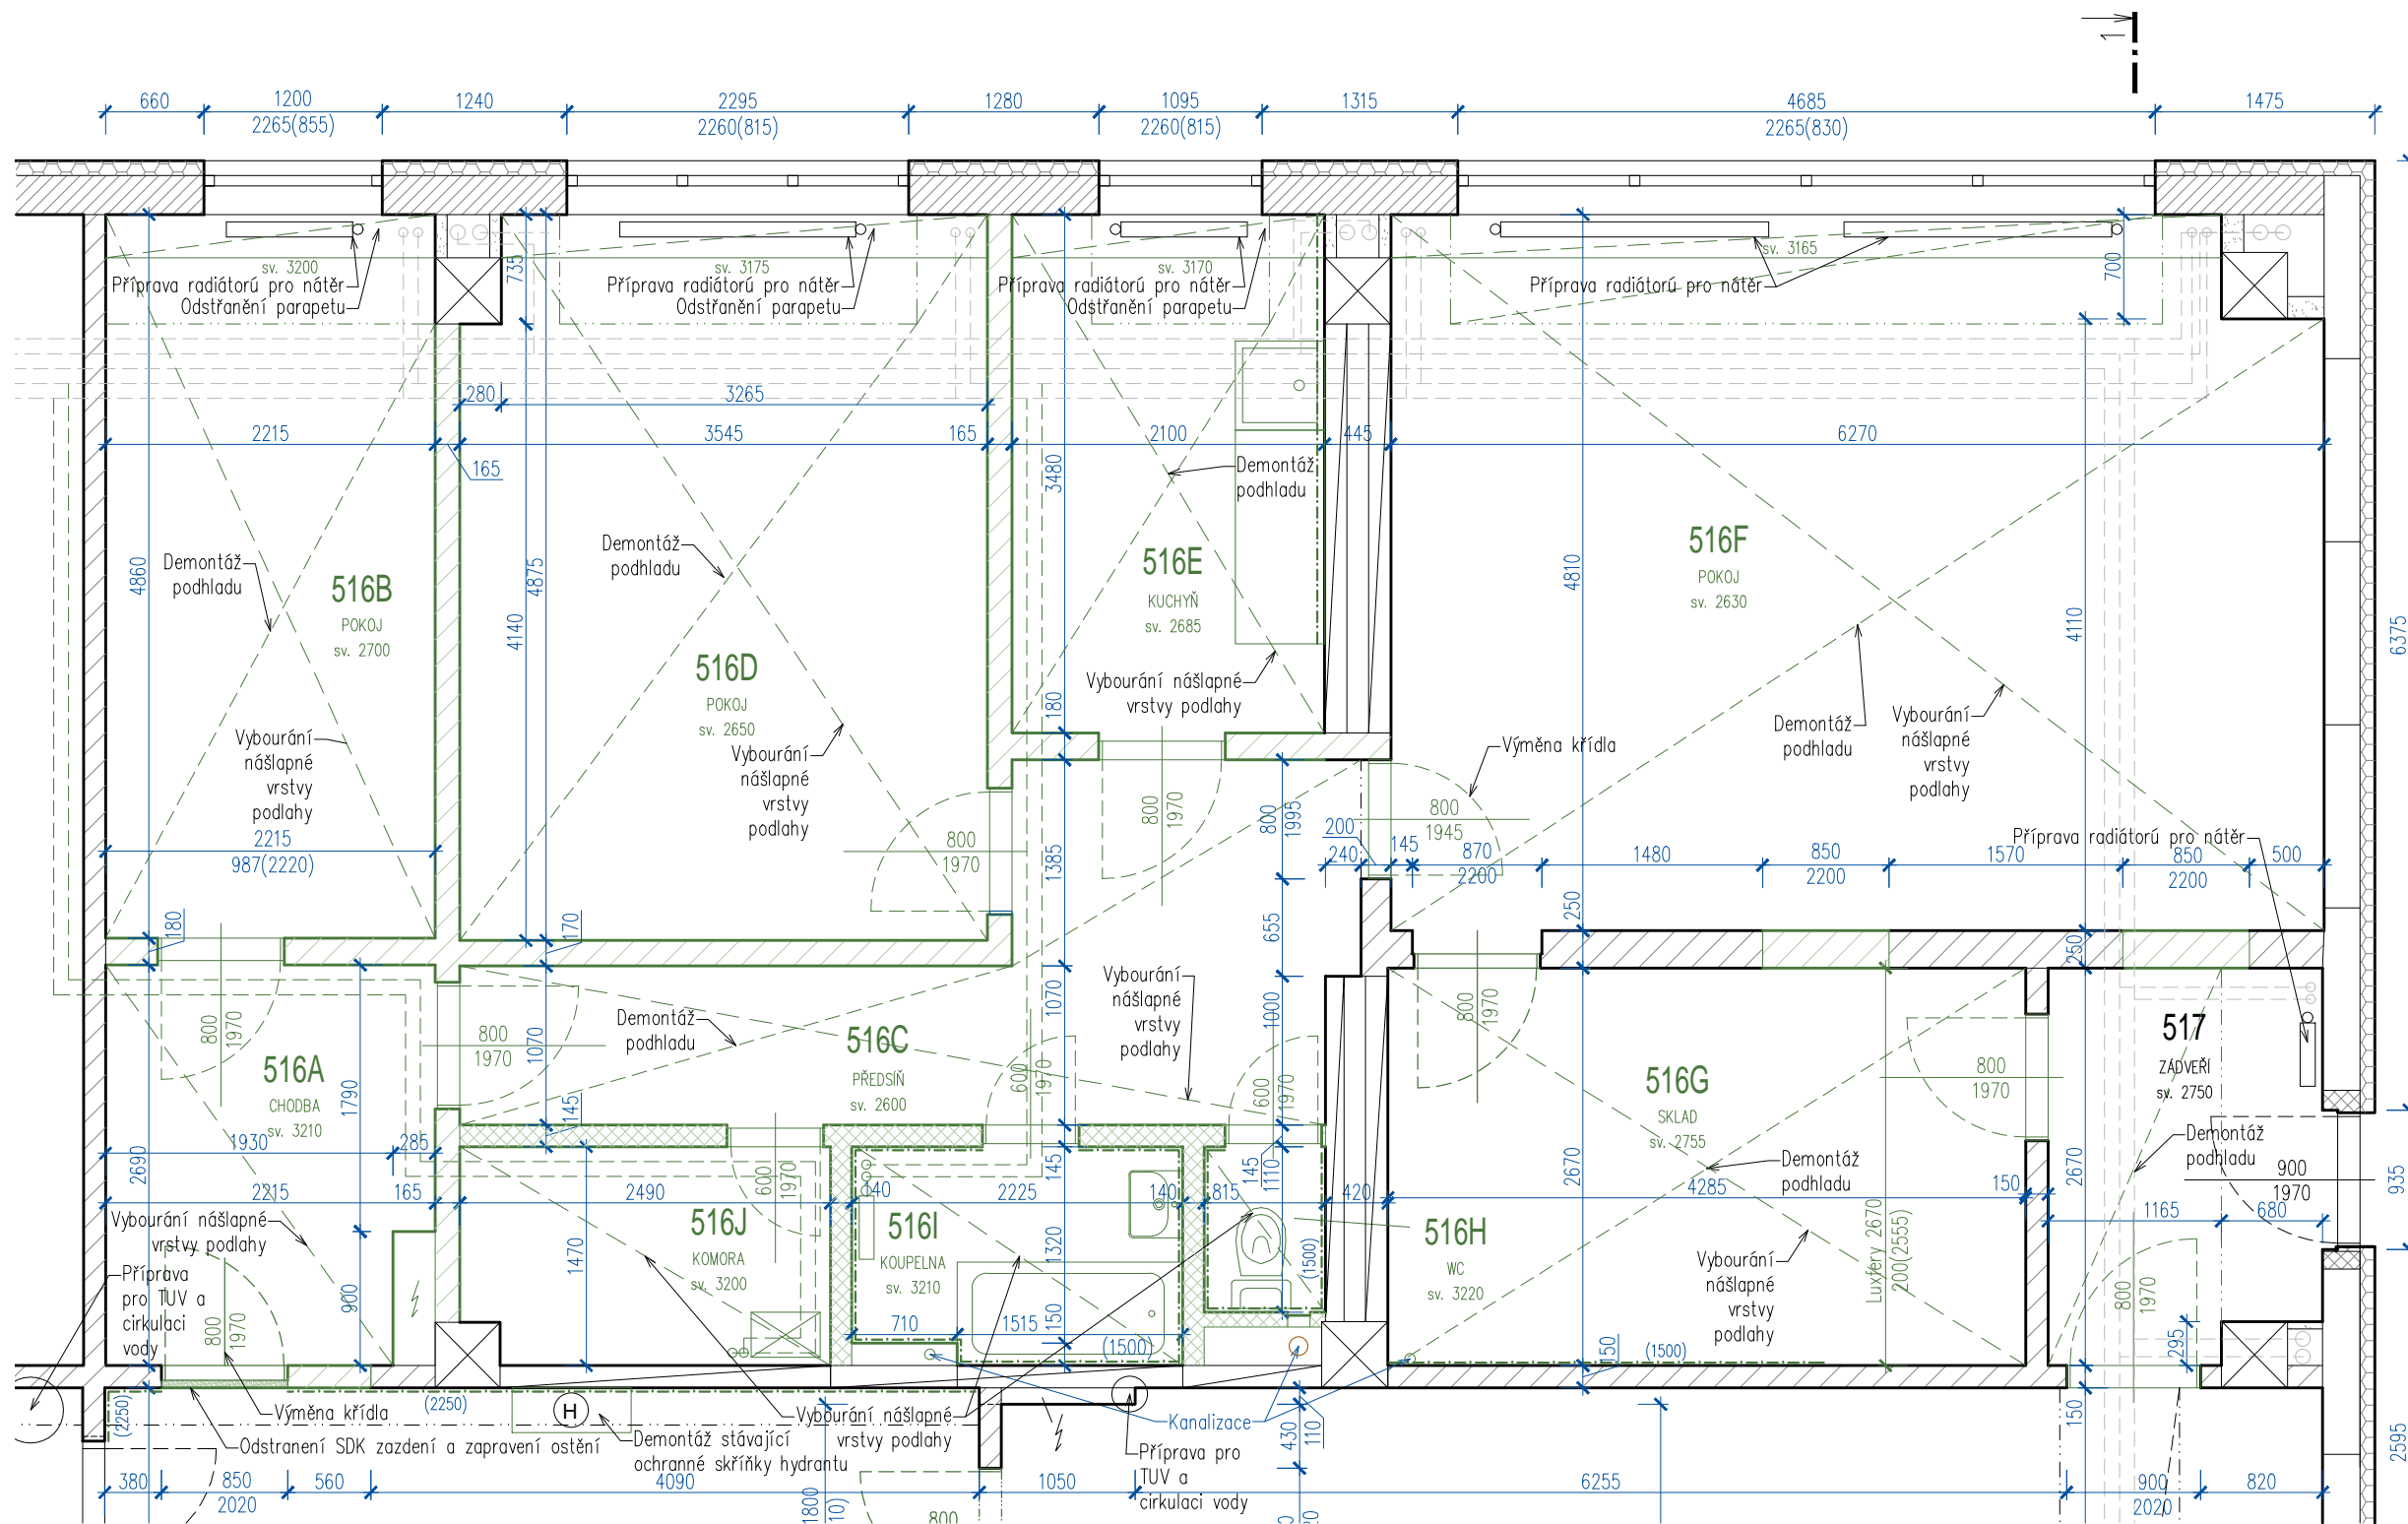 1
660
1200
2265(855)
1240
2295
2260(815)
1280
1095
2260(815)
1315
4685
2265(830)
1475
sv. 3200
Příprava radiátorú pro nátěr
Odstřanění parapetu
735
sv. 3175
Příprava radiátorú pro nátěr
Odstřanění parapetu
sv. 3170
Příprava radiátorú pro nátěr
Odstřanění parapetu
sv. 3165
Příprava radiátorú pro nátěr
700
280
3265
2215
3545
165
2100
445
6270
165
3480
Demontáž
podhladu
4860
Demontáž
podhladu
516B
POKOJ
sv. 2700
4140
4875
Demontáž
podhladu
516D
POKOJ
sv. 2650
516E
KUCHYŇ
sv. 2685
Vybourání nášlapné
vrstvy podlahy
180
4810
516F
POKOJ
sv. 2630
4110
6375
Vybourání
nášlapné
vrstvy
podlahy
Vybourání
nášlapné
vrstvy
podlahy
Výměna křídla
Demontáž
podhladu
Vybourání
nášlapné
vrstvy
podlahy
2215
987(2220)
800
1970
1385
800
1970
800
1995
200
240
145
800
1945
870
2200
1480
850
2200
1570
850
2200
500
Příprava radiátorú pro nátěr
180
170
655
250
250
800
1970
516A
CHODBA
sv. 3210
1790
800
1970
1070
Demontáž
podhladu
516C
PŘEDSÍŇ
sv. 2600
600
1970
1070
Vybourání
nášlapné
vrstvy
podlahy
1000
600
1970
800
1970
516G
SKLAD
sv. 2755
800
1970
517
ZÁDVEŘÍ
sv. 2750
145
1930
285
2690
2215
165
2490
600
1970
140
2225
145
140
815
145
1110
420
2670
4285
Demontáž
podhladu
150
2670
Demontáž
podhladu
900
1970
935
1165
680
Vybourání nášlapné
vrstvy podlahy
516J
KOMORA
sv. 3200
1470
516I
KOUPELNA
sv. 3210
1320
(1500)
516H
WC
sv. 3220
Vybourání
nášlapné
vrstvy
podlahy
Luxfery 2670
200(2555)
Příprava
pro TUV a
cirkulaci
vody
800
1970
900
710
1515
150
(1500)
150
(1500)
800
1970
295
(2250)
Výměna křídla
(2250)
H
Odstranení SDK zazdení a zapravení ostění
Demontáž stávající
ochranné skříňky hydrantu
Vybourání nášlapné
vrstvy podlahy
Kanalizace
Příprava pro
TUV a
cirkulaci vody
430
110
150
2595
380
850
2020
560
4090
1050
6255
900
2020
820
1800
800